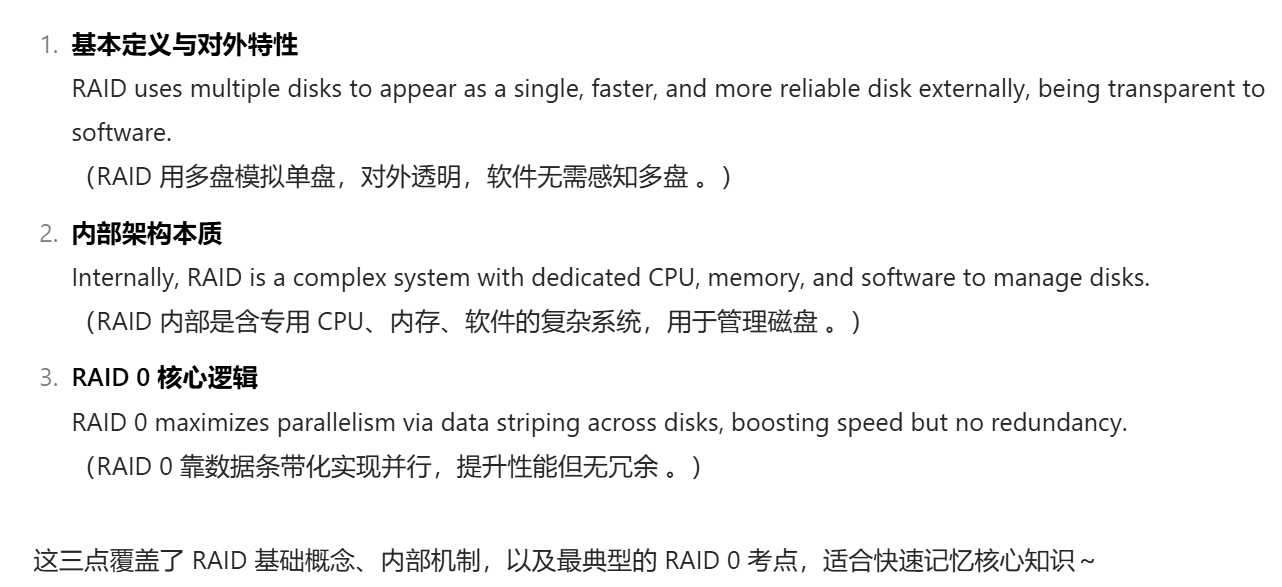 1. 基本定义与对外特性
RAID uses multiple disks to appear as a single, faster, and more reliable disk externally, being transparent to
software.
（RAID 用多盘模拟单盘，对外透明，软件无需感知多盘 。）
2. 内部架构本质
Internally, RAID is a complex system with dedicated CPU, memory, and software to manage disks.
（RAID 内部是含专用 CPU、内存、软件的复杂系统，用于管理磁盘 。）
3. RAID 0 核心逻辑
RAID 0 maximizes parallelism via data striping across disks, boosting speed but no redundancy.
（RAID 0 靠数据条带化实现并行，提升性能但无冗余 。）
这三点覆盖了 RAID 基础概念、内部机制，以及最典型的 RAID 0 考点，适合快速记忆核心知识～